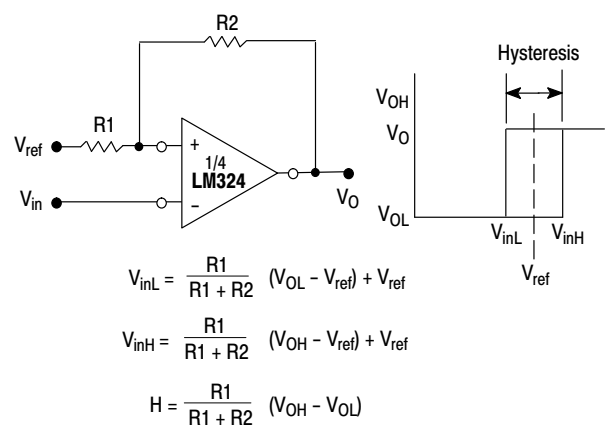 R2
Hysteresis
R1
V_OH
V_ref
+
1/4
LM324
V_O
V_in
–
V_O
V_OL
V_inL
V_inH
V_ref
V_inL = R1 / (R1 + R2) (V_OL – V_ref) + V_ref
V_inH = R1 / (R1 + R2) (V_OH – V_ref) + V_ref
H = R1 / (R1 + R2) (V_OH – V_OL)